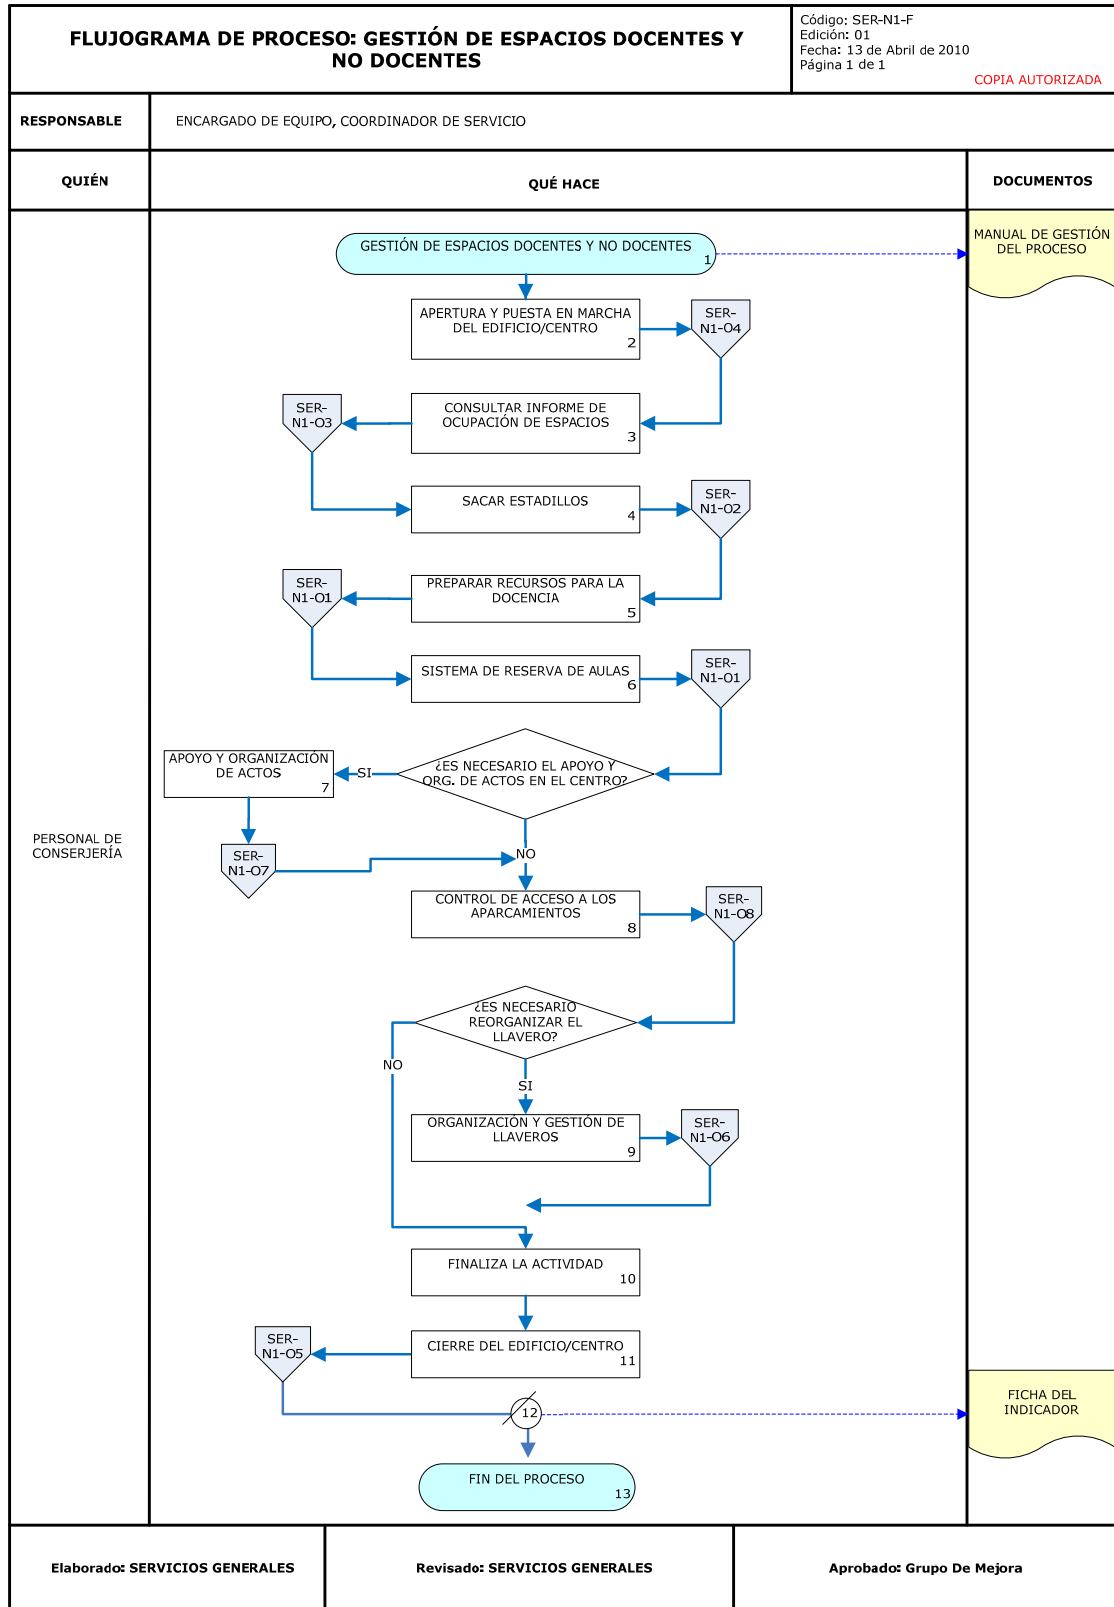 FLUJOGRAMA DE PROCESO: GESTIÓN DE ESPACIOS DOCENTES Y
NO DOCENTES
Código: SER-N1-F
Edición: 01
Fecha: 13 de Abril de 2010
Página 1 de 1
COPIA AUTORIZADA
RESPONSABLE
ENCARGADO DE EQUIPO, COORDINADOR DE SERVICIO
QUIÉN
QUÉ HACE
DOCUMENTOS
GESTIÓN DE ESPACIOS DOCENTES Y NO DOCENTES
1
MANUAL DE GESTIÓN
DEL PROCESO
APERTURA Y PUESTA EN MARCHA
DEL EDIFICIO/CENTRO
2
SER-
N1-O4
CONSULTAR INFORME DE
OCUPACIÓN DE ESPACIOS
3
SER-
N1-O3
SACAR ESTADILLOS
4
SER-
N1-O2
PREPARAR RECURSOS PARA LA
DOCENCIA
5
SER-
N1-O1
SISTEMA DE RESERVA DE AULAS
6
SER-
N1-O1
¿ES NECESARIO EL APOYO Y
ORG. DE ACTOS EN EL CENTRO?
SI
APOYO Y ORGANIZACIÓN
DE ACTOS
7
SER-
N1-O7
NO
PERSONAL DE
CONSERJERÍA
CONTROL DE ACCESO A LOS
APARCAMIENTOS
8
SER-
N1-O8
¿ES NECESARIO
REORGANIZAR EL
LLAVERO?
NO
SI
ORGANIZACIÓN Y GESTIÓN DE
LLAVEROS
9
SER-
N1-O6
FINALIZA LA ACTIVIDAD
10
CIERRE DEL EDIFICIO/CENTRO
11
SER-
N1-O5
12
FICHA DEL
INDICADOR
FIN DEL PROCESO
13
Elaborado: SERVICIOS GENERALES
Revisado: SERVICIOS GENERALES
Aprobado: Grupo De Mejora